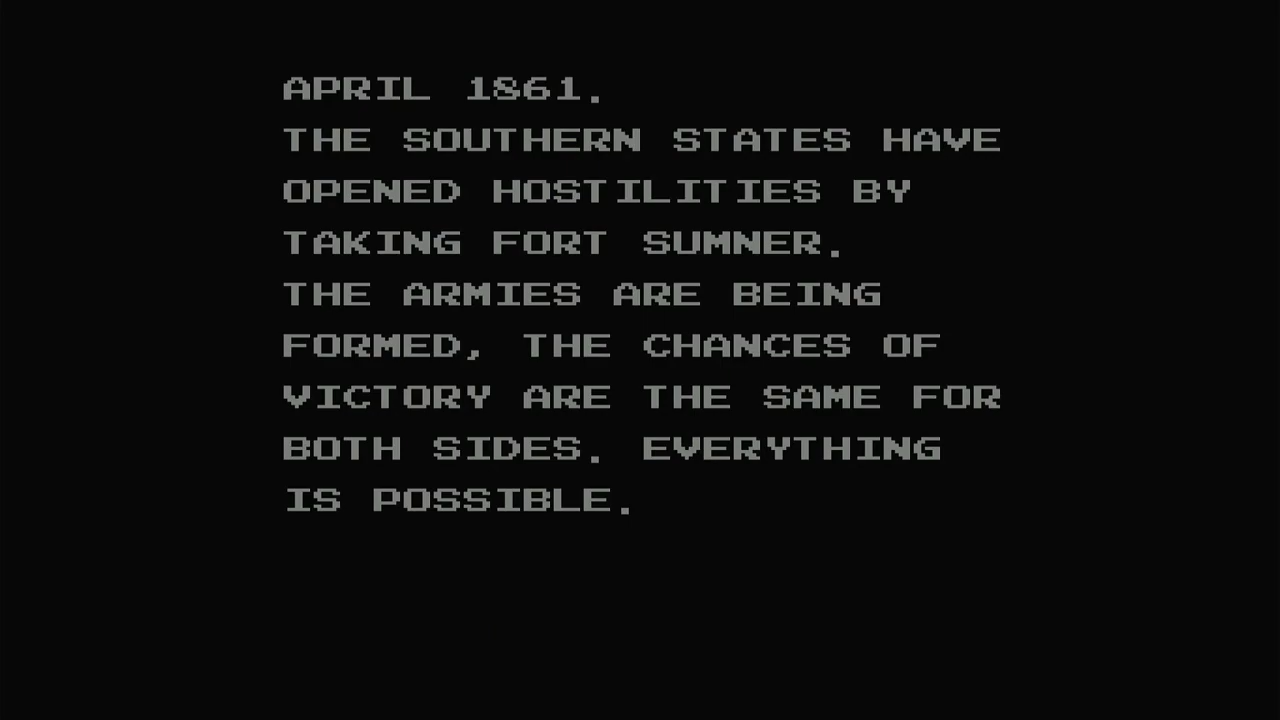 APRIL 1861.
THE SOUTHERN STATES HAVE
OPENED HOSTILITIES BY
TAKING FORT SUMNER.
THE ARMIES ARE BEING
FORMED, THE CHANCES OF
VICTORY ARE THE SAME FOR
BOTH SIDES. EVERYTHING
IS POSSIBLE.